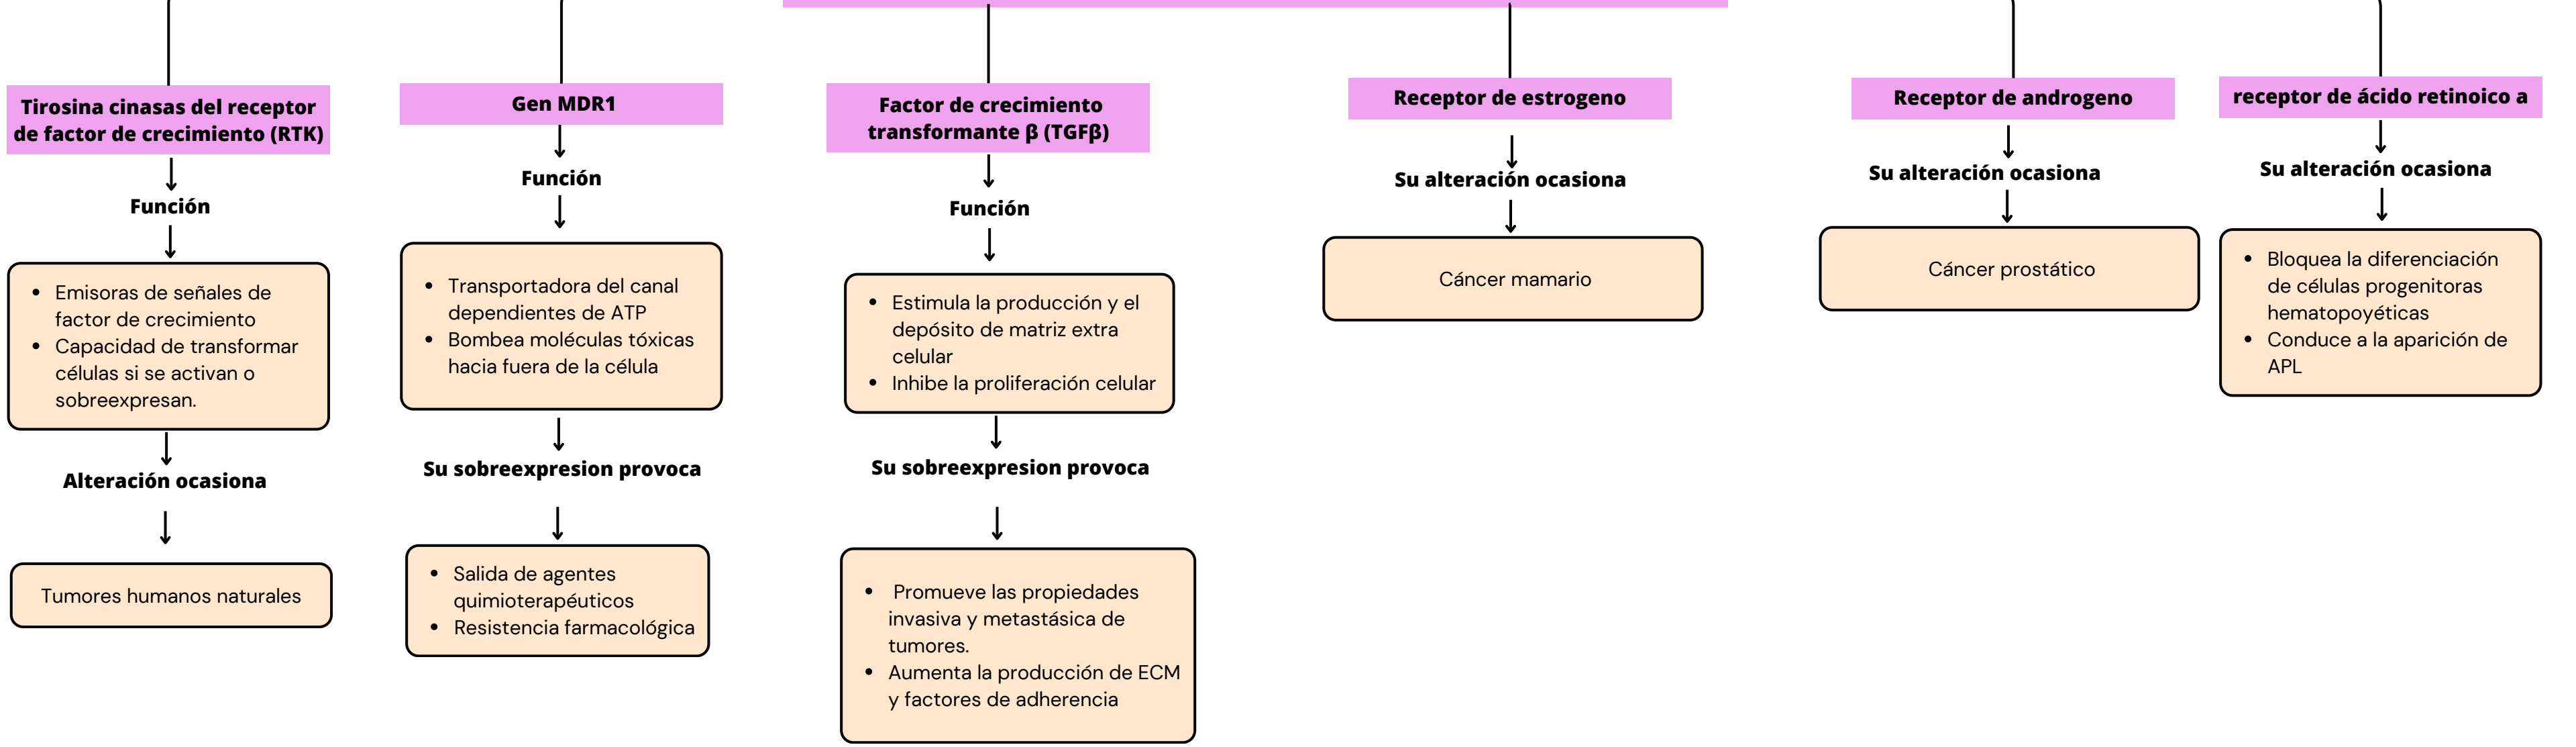 Tirosina cinasas del receptor
de factor de crecimiento (RTK)
Función
• Emisoras de señales de
factor de crecimiento
• Capacidad de transformar
células si se activan o
sobreexpresan.
Alteración ocasiona
Tumores humanos naturales
Gen MDR1
Función
• Transportadora del canal
dependientes de ATP
• Bombea moléculas tóxicas
hacia fuera de la célula
Su sobreexpresion provoca
• Salida de agentes
quimioterapéuticos
• Resistencia farmacológica
Factor de crecimiento
transformante β (TGFβ)
Función
• Estimula la producción y el
depósito de matriz extra
celular
• Inhibe la proliferación celular
Su sobreexpresion provoca
• Promueve las propiedades
invasiva y metastásica de
tumores.
• Aumenta la producción de ECM
y factores de adherencia
Receptor de estrogeno
Su alteración ocasiona
Cáncer mamario
Receptor de androgeno
Su alteración ocasiona
Cáncer prostático
receptor de ácido retinoico a
Su alteración ocasiona
• Bloquea la diferenciación
de células progenitoras
hematopoyéticas
• Conduce a la aparición de
APL